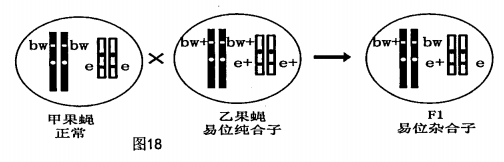 bw bw e e
× bw+ bw+ e+ e+
→ bw+ bw e+ e
甲果蝇
正常
乙果蝇
易位纯合子
F1
易位杂合子
图18